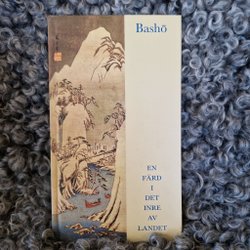 Bashō
EN
FÄRD I
DET
INRE
AV
LANDET